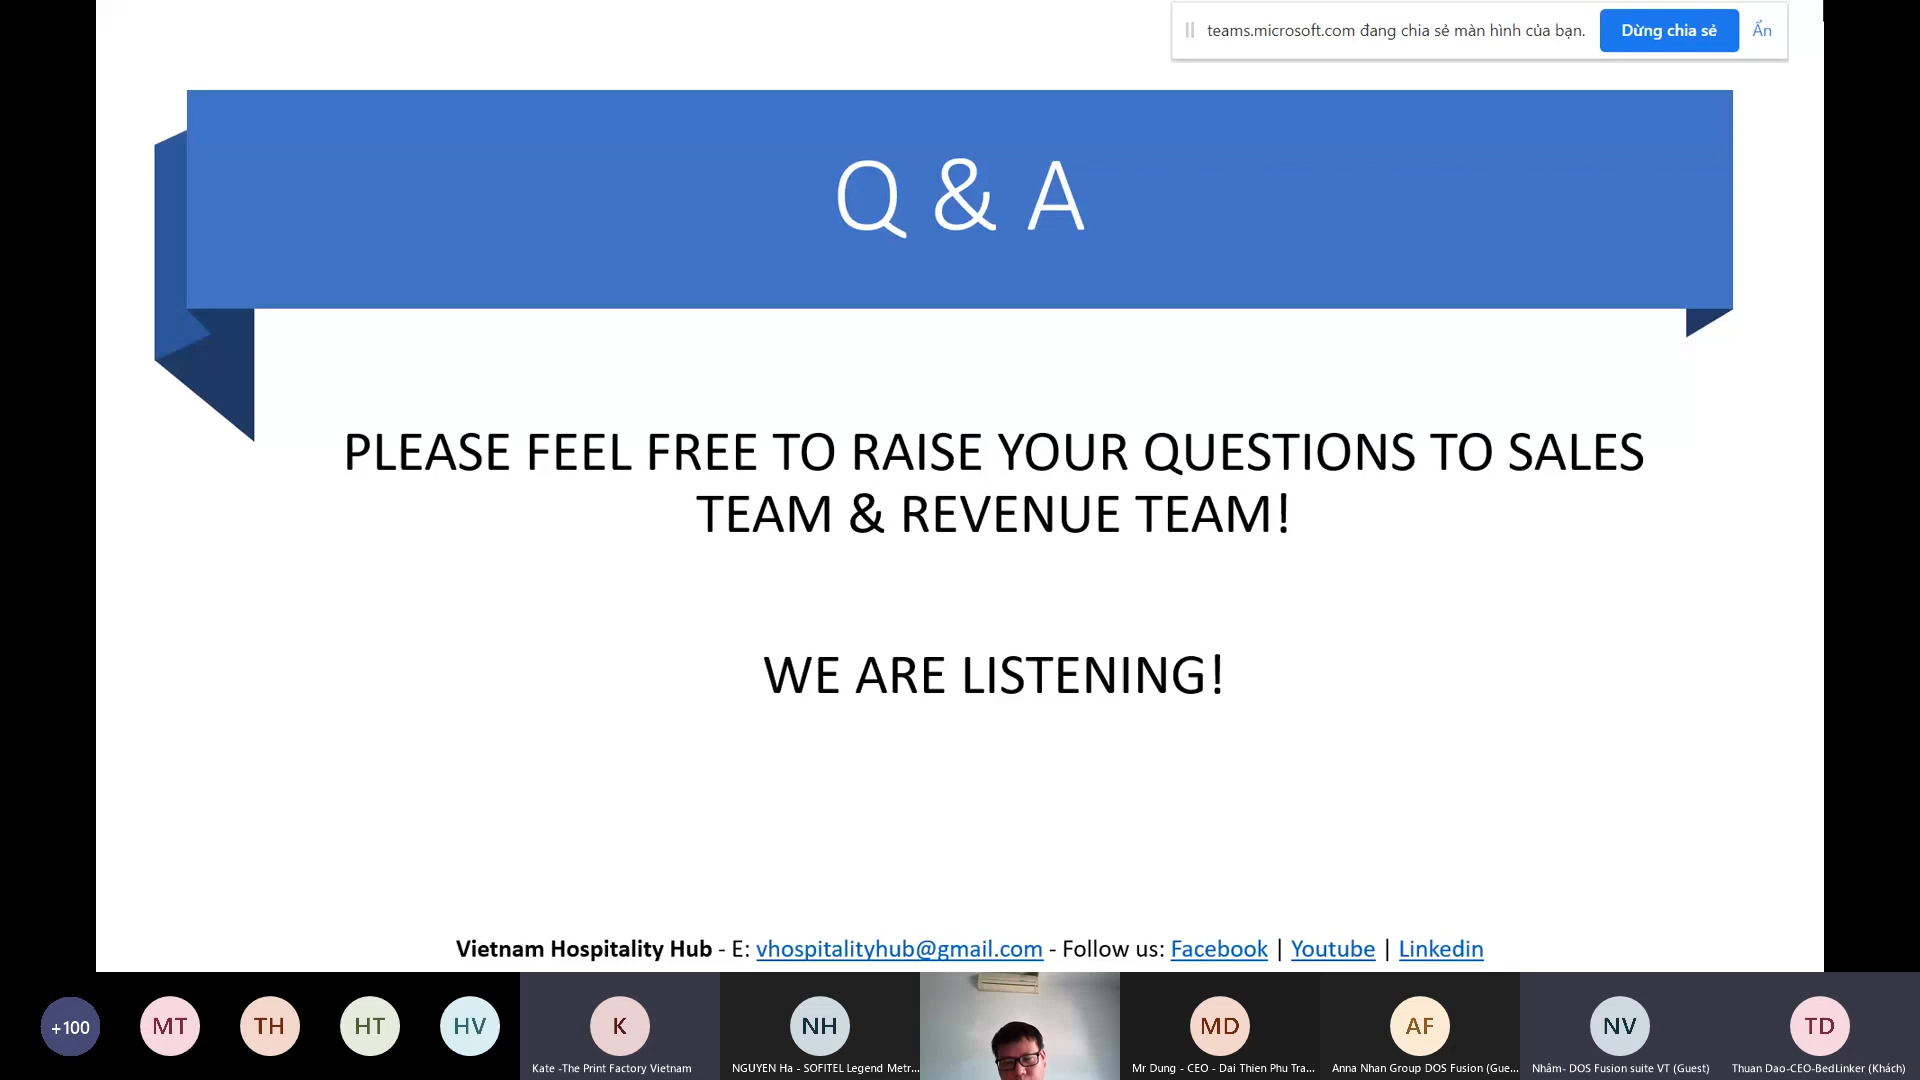 teams.microsoft.com đang chia sẻ màn hình của bạn.
Dừng chia sẻ
Ẩn
Q & A
PLEASE FEEL FREE TO RAISE YOUR QUESTIONS TO SALES
TEAM & REVENUE TEAM!
WE ARE LISTENING!
Vietnam Hospitality Hub - E: vhospitalityhub@gmail.com - Follow us: Facebook | Youtube | Linkedin
+100
MT
TH
HT
HV
K
NH
MD
AF
NV
TD
Kate -The Print Factory Vietnam
NGUYEN Ha - SOFITEL Legend Metr...
Mr Dung - CEO - Dai Thien Phu Tra...
Anna Nhan Group DOS Fusion (Gue...
Nhâm- DOS Fusion suite VT (Guest)
Thuan Dao-CEO-BedLinker (Khách)